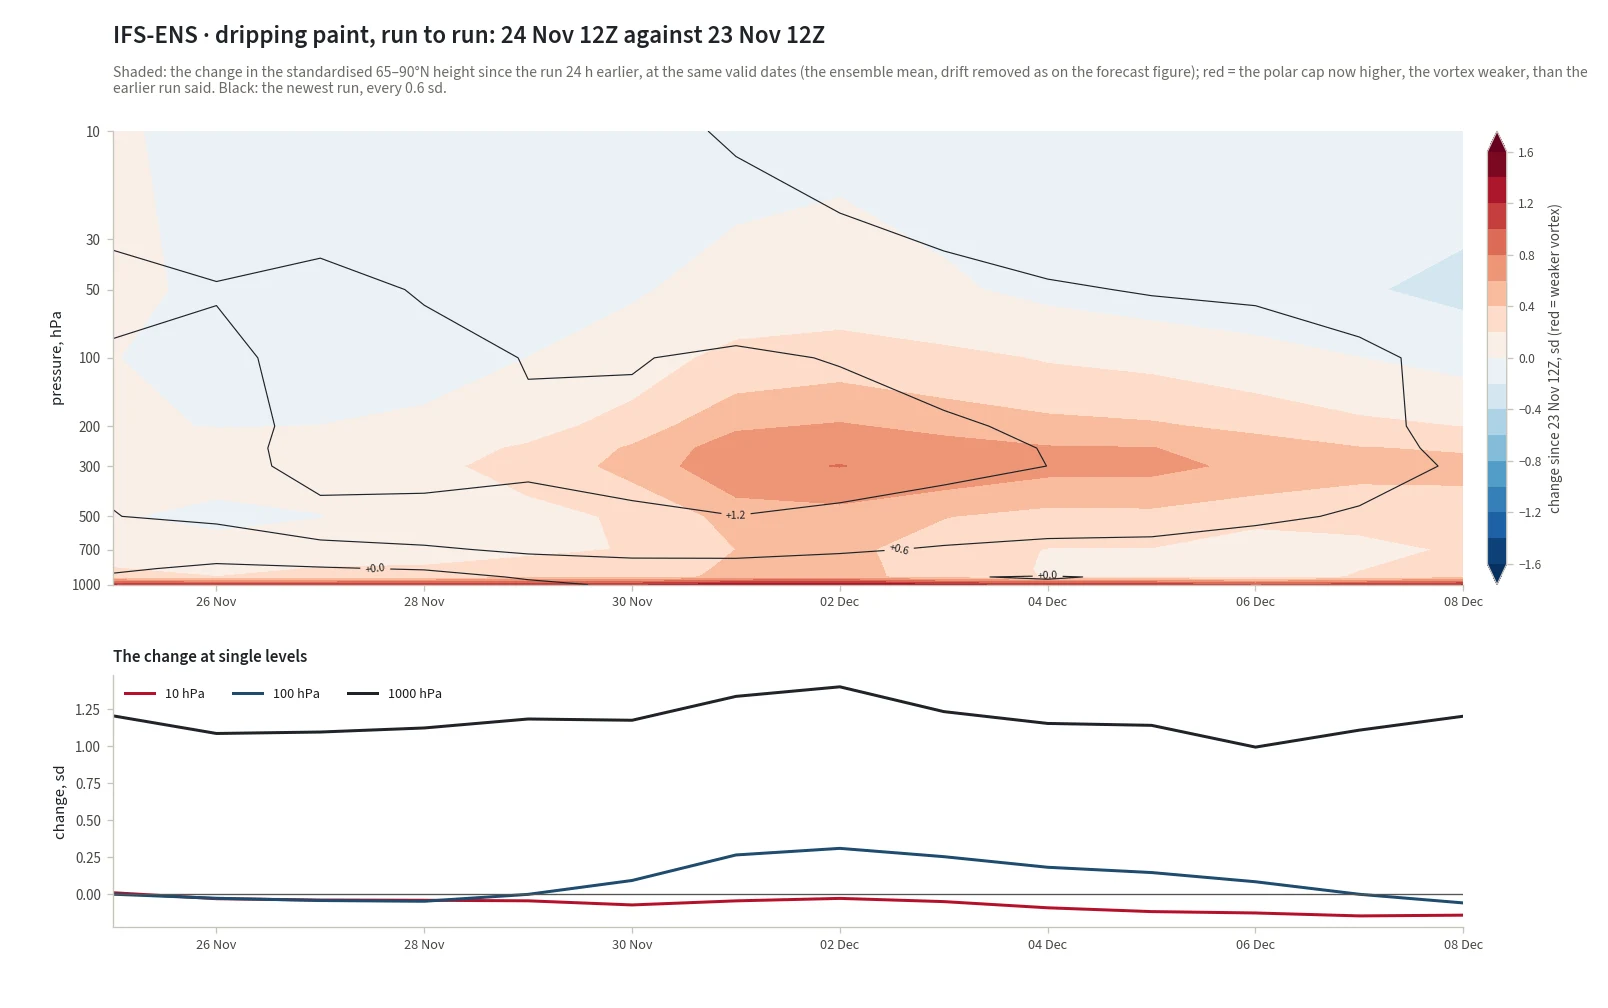 IFS-ENS · dripping paint, run to run: 24 Nov 12Z against 23 Nov 12Z
Shaded: the change in the standardised 65–90°N height since the run 24 h earlier, at the same valid dates (the ensemble mean, drift removed as on the forecast figure); red = the polar cap now higher, the vortex weaker, than the
earlier run said. Black: the newest run, every 0.6 sd.
pressure, hPa
10
30
50
100
200
300
500
700
1000
+1.2
+0.6
+0.0
+0.0
26 Nov
28 Nov
30 Nov
02 Dec
04 Dec
06 Dec
08 Dec
1.6
1.2
0.8
0.4
0.0
−0.4
−0.8
−1.2
−1.6
change since 23 Nov 12Z, sd (red = weaker vortex)
The change at single levels
10 hPa
100 hPa
1000 hPa
change, sd
1.25
1.00
0.75
0.50
0.25
0.00
26 Nov
28 Nov
30 Nov
02 Dec
04 Dec
06 Dec
08 Dec